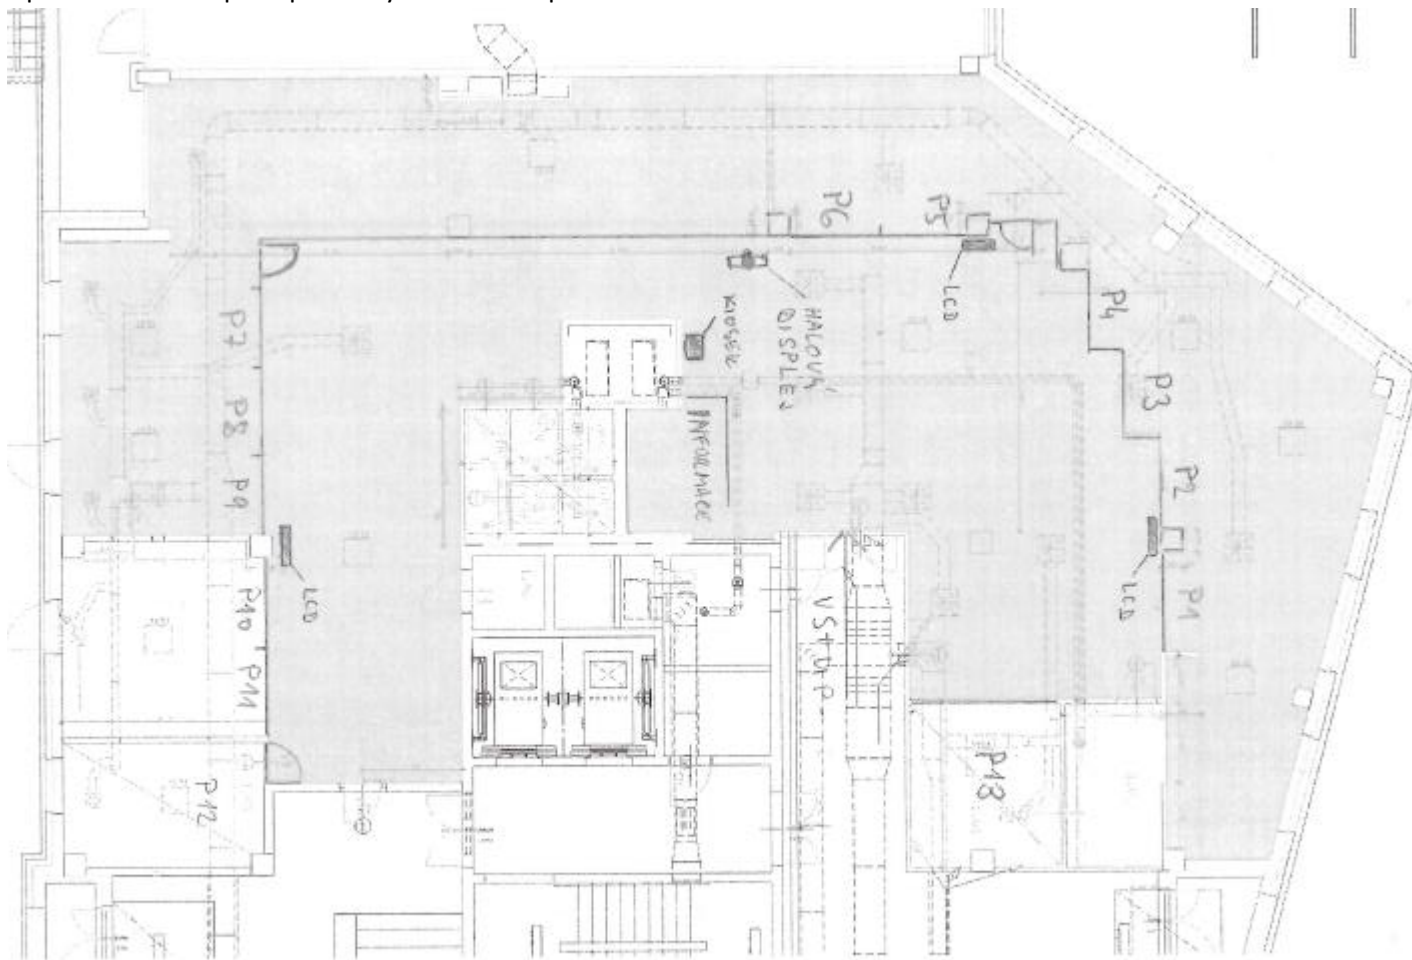 P6
P5
LCD
HALOVÝ
DISPLEJ
KIOSEK
P4
P7
P3
P8
INFORMACE
P2
P9
LCD
LCD
P1
P10
P11
VSTUP
P12
P13